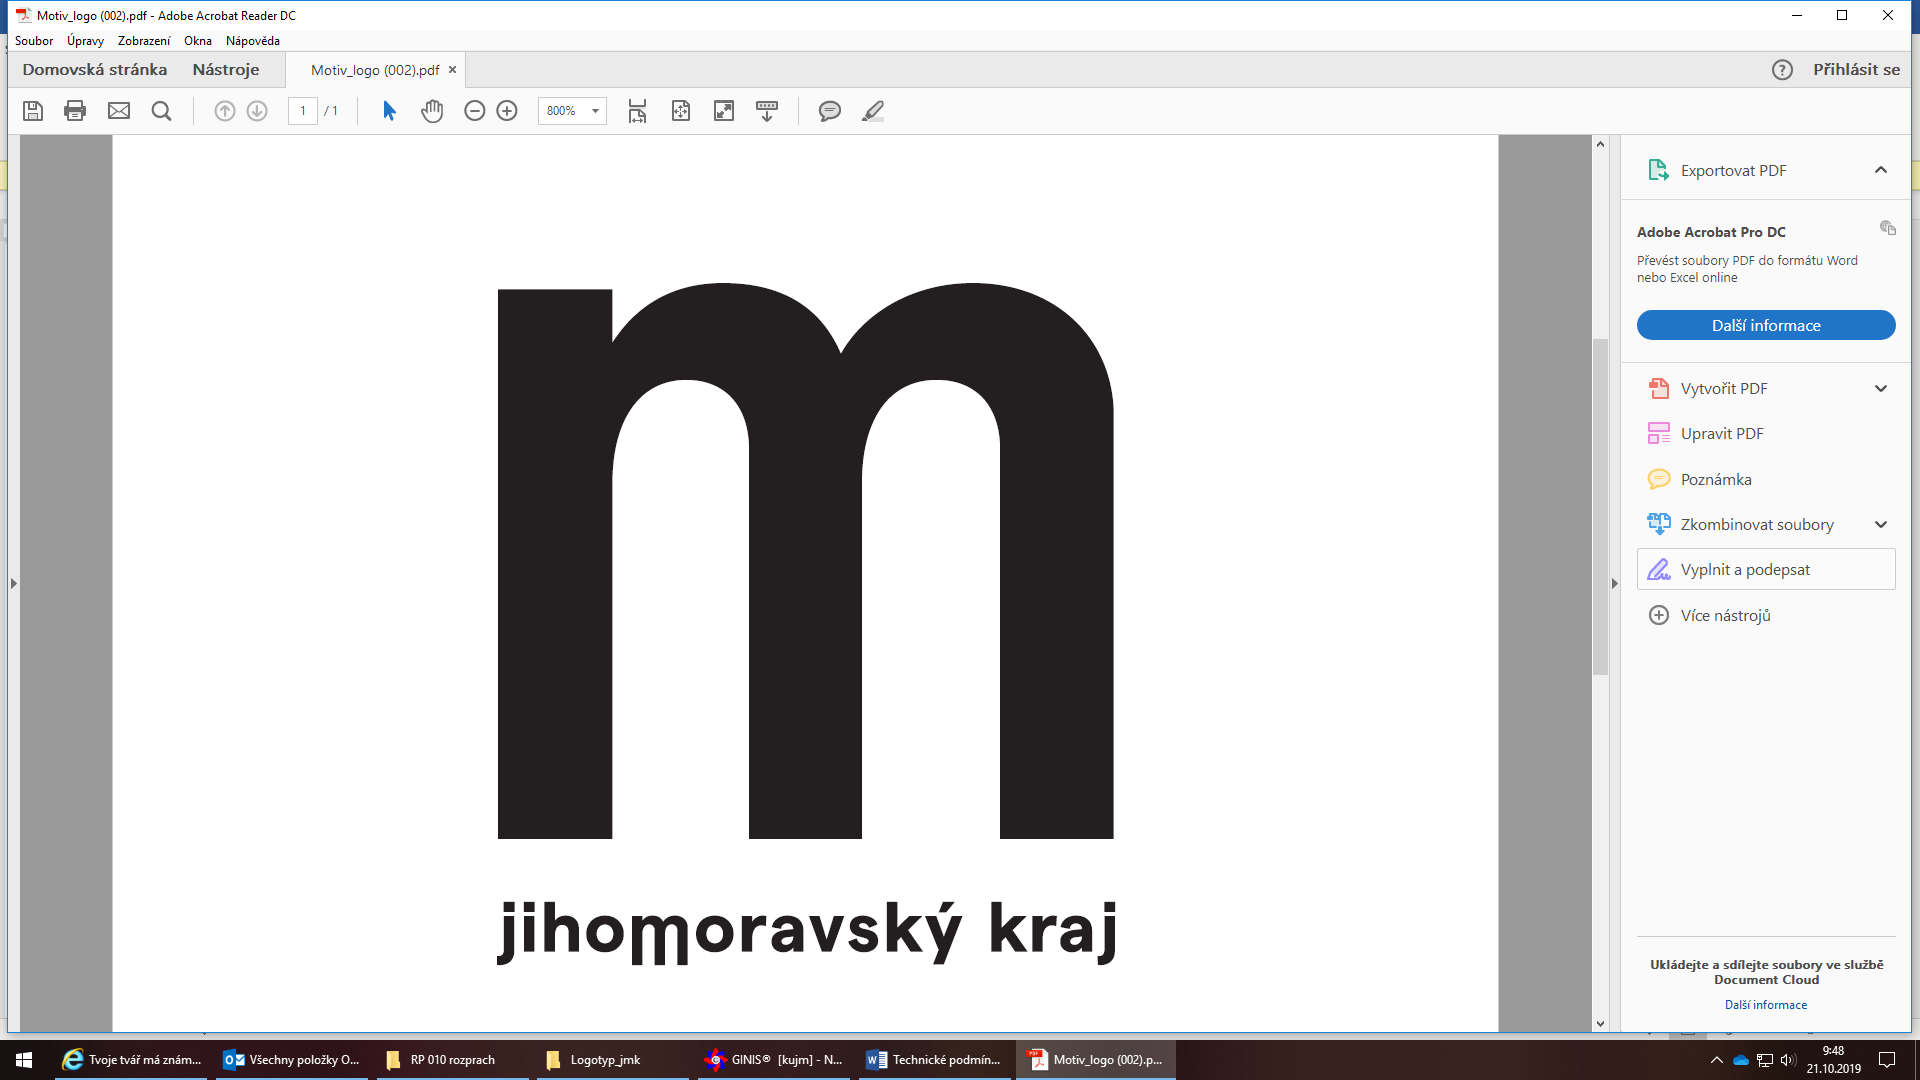 Motiv_logo (002).pdf - Adobe Acrobat Reader DC
Soubor Úpravy Zobrazení Okna Nápověda
Domovská stránka Nástroje Motiv_logo (002).pdf Přihlásit se
1 / 1 800%
Exportovat PDF
Adobe Acrobat Pro DC
Převést soubory PDF do formátu Word
nebo Excel online
Další informace
Vytvořit PDF
Upravit PDF
Poznámka
Zkombinovat soubory
Vyplnit a podepsat
Více nástrojů
m
jihomoravský kraj
Ukládejte a sdílejte soubory ve službě
Document Cloud
Další informace
Tvoje tvář má znám... Všechny položky O... RP 010 rozprach Logotyp_jmk GINIS® [kujm] - N... Technické podmín... Motiv_logo (002).p...
9:48
21.10.2019